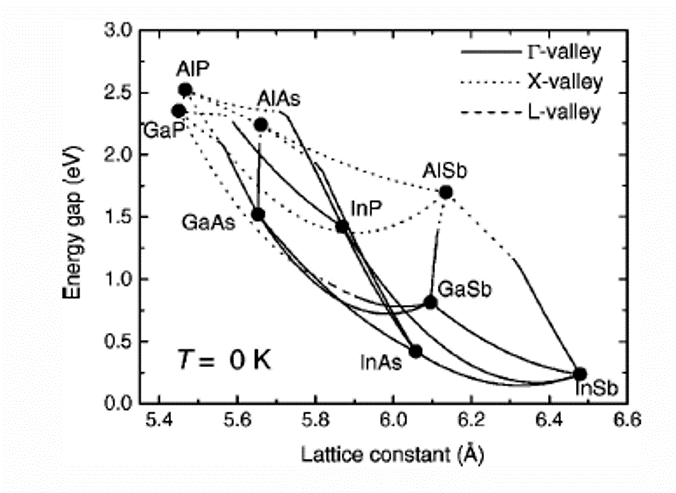 3.0
2.5
2.0
1.5
1.0
0.5
0.0
Energy gap (eV)
AlP
GaP
AlAs
GaAs
InP
AlSb
GaSb
InAs
InSb
Γ-valley
X-valley
L-valley
T = 0 K
5.4 5.6 5.8 6.0 6.2 6.4 6.6
Lattice constant (Å)